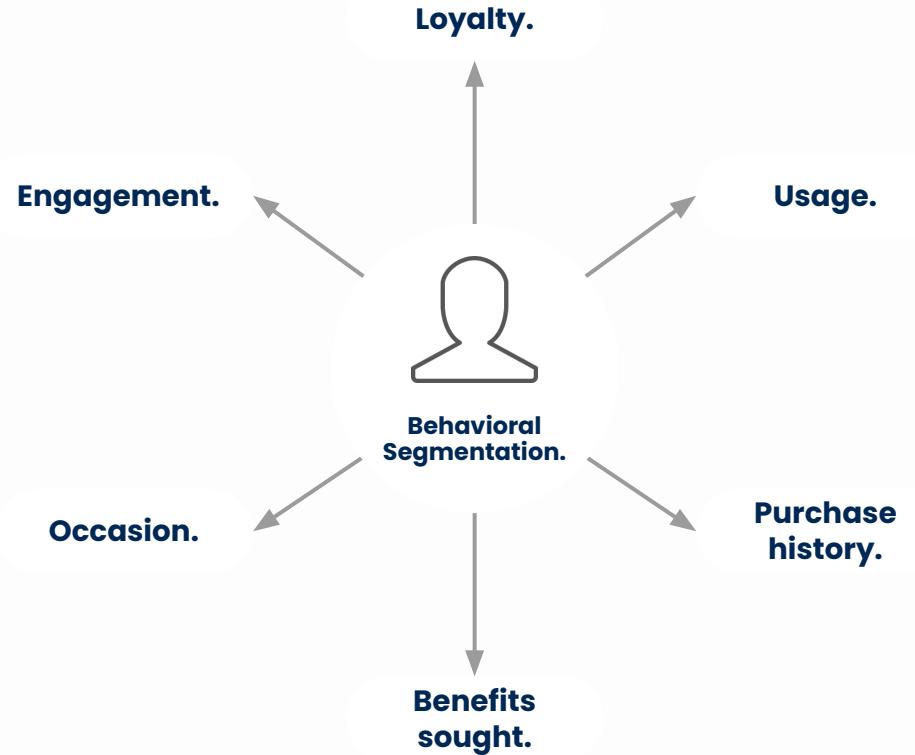 Loyalty.
Engagement.
Usage.
Behavioral
Segmentation.
Occasion.
Purchase
history.
Benefits
sought.